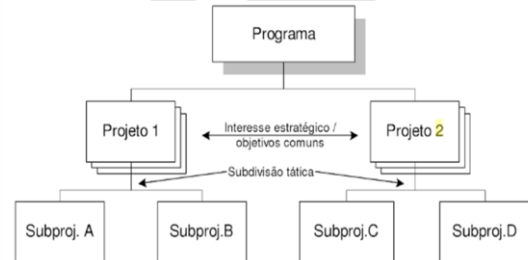 Programa
Projeto 1
Interesse estratégico /
objetivos comuns
Projeto 2
Subdivisão tática
Subproj. A
Subproj.B
Subproj.C
Subproj.D